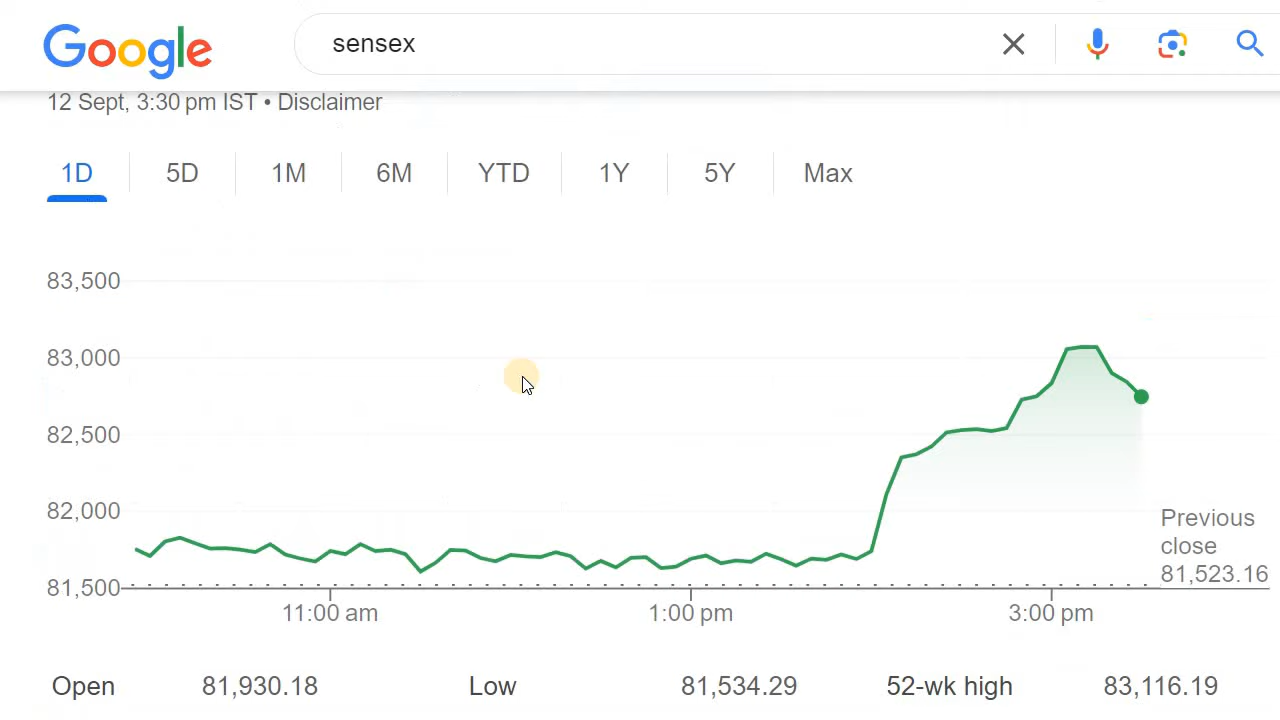 Google
sensex
12 Sept, 3:30 pm IST • Disclaimer
1D 5D 1M 6M YTD 1Y 5Y Max
83,500
83,000
82,500
82,000
81,500
Previous
close
81,523.16
11:00 am 1:00 pm 3:00 pm
Open 81,930.18 Low 81,534.29 52-wk high 83,116.19